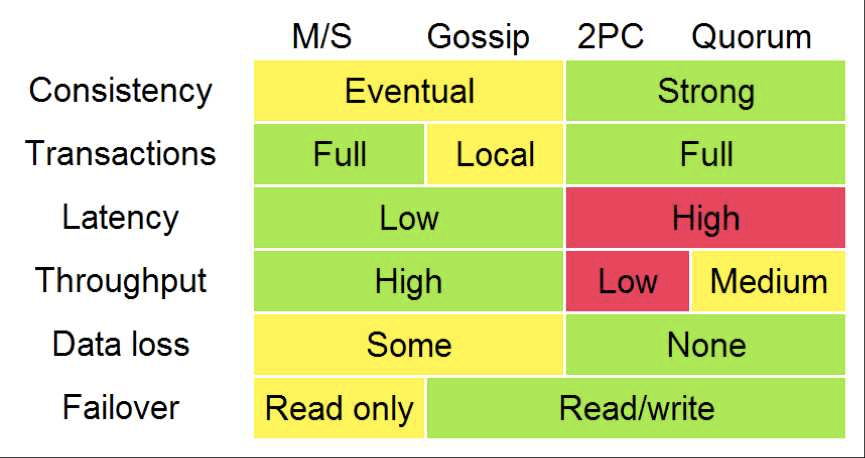 M/S Gossip 2PC Quorum
Consistency Eventual Strong
Transactions Full Local Full
Latency Low High
Throughput High Low Medium
Data loss Some None
Failover Read only Read/write